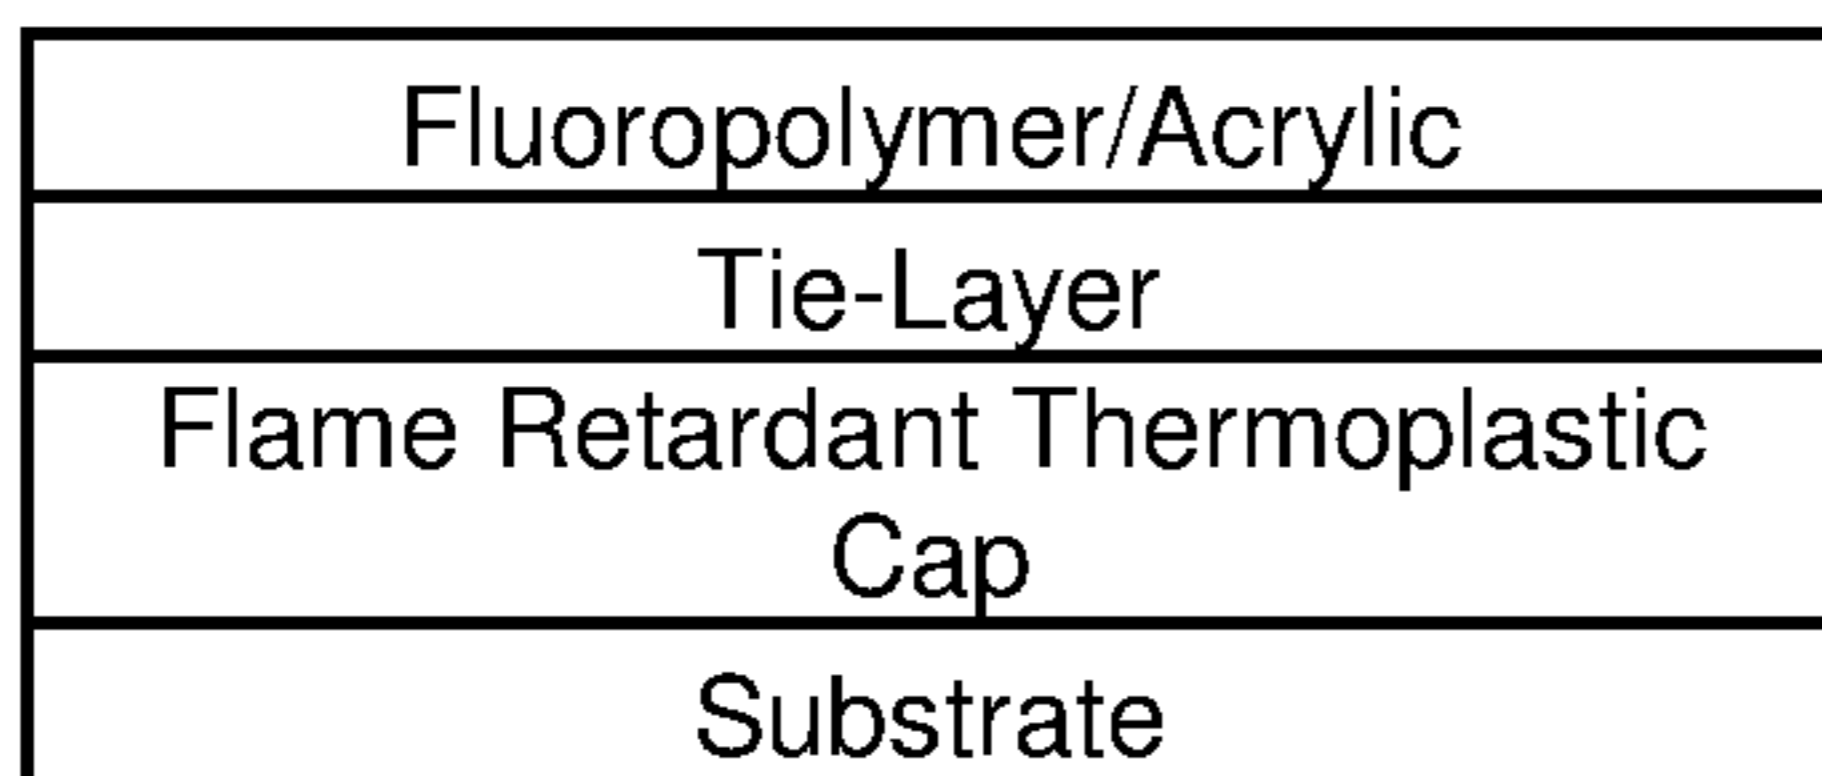 Fluoropolymer/Acrylic
Tie-Layer
Flame Retardant Thermoplastic
Cap
Substrate